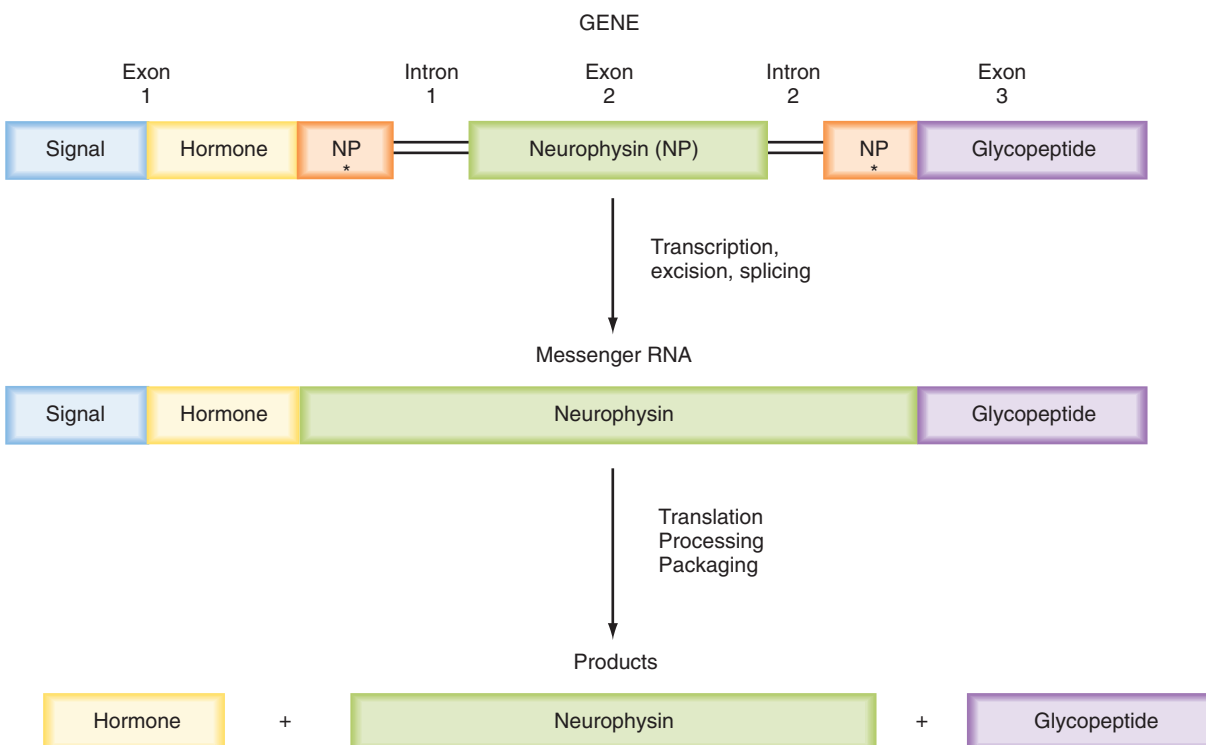 GENE
Exon
1
Intron
1
Exon
2
Intron
2
Exon
3
Signal
Hormone
NP
*
Neurophysin (NP)
NP
*
Glycopeptide
Transcription,
excision, splicing
Messenger RNA
Signal
Hormone
Neurophysin
Glycopeptide
Translation
Processing
Packaging
Products
Hormone
+
Neurophysin
+
Glycopeptide